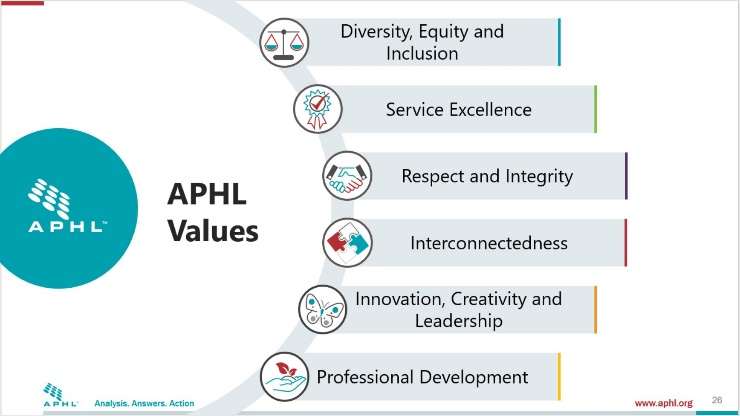 Diversity, Equity and
Inclusion
Service Excellence
Respect and Integrity
APHL
Values
APHL™
Interconnectedness
Innovation, Creativity and
Leadership
Professional Development
APHL
Analysis. Answers. Action
www.aphl.org
26